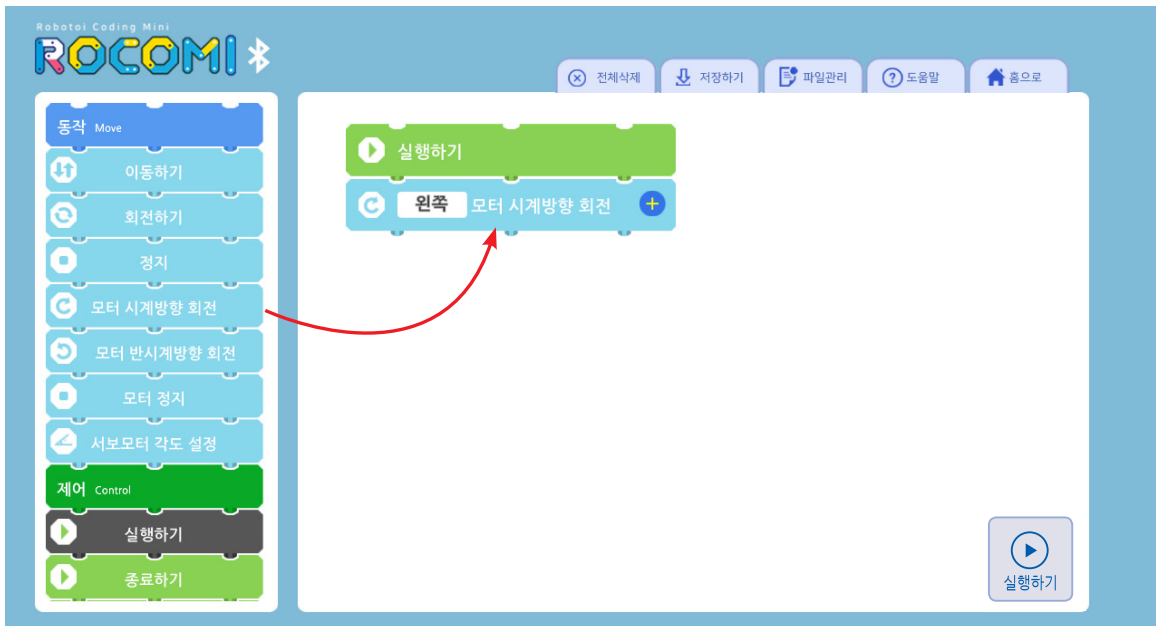 Robotoi Coding Mini
ROCOMI
전체삭제
저장하기
파일관리
도움말
홈으로
동작 Move
이동하기
회전하기
정지
모터 시계방향 회전
모터 반시계방향 회전
모터 정지
서보모터 각도 설정
제어 Control
실행하기
종료하기
실행하기
왼쪽 모터 시계방향 회전
실행하기